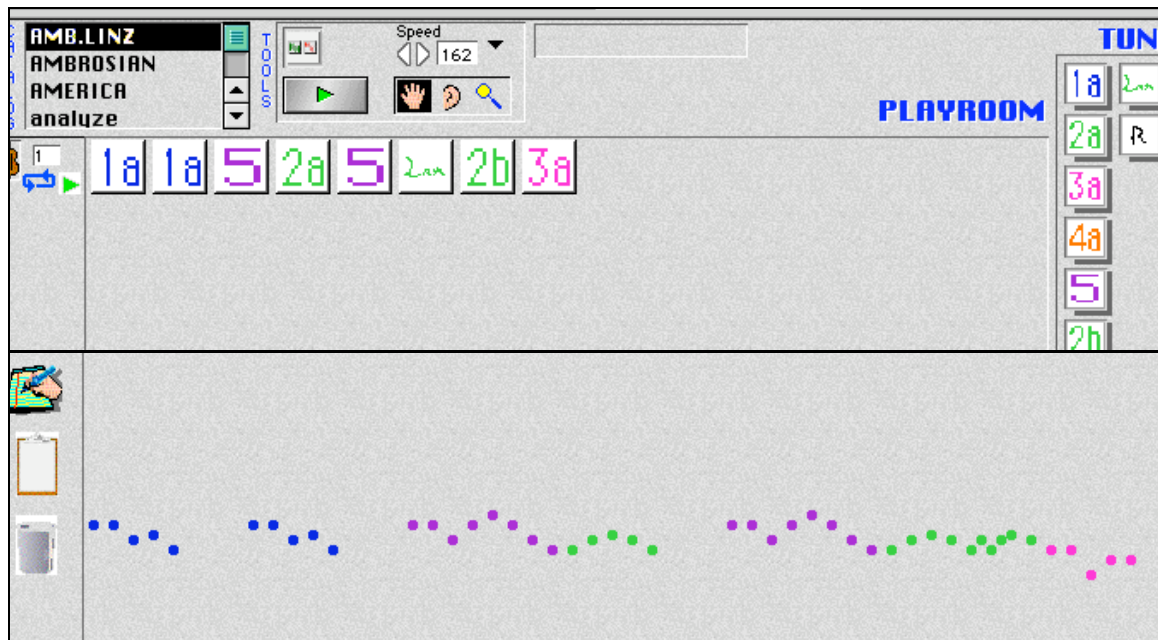 AMB.LINZ
AMBROSIAN
AMERICA
analyze
TOOLS
Speed
162
PLAYROOM
TUN
1a
2a
R
3a
4a
5
2b
1
1a 1a 5 2a 5 2b 3a